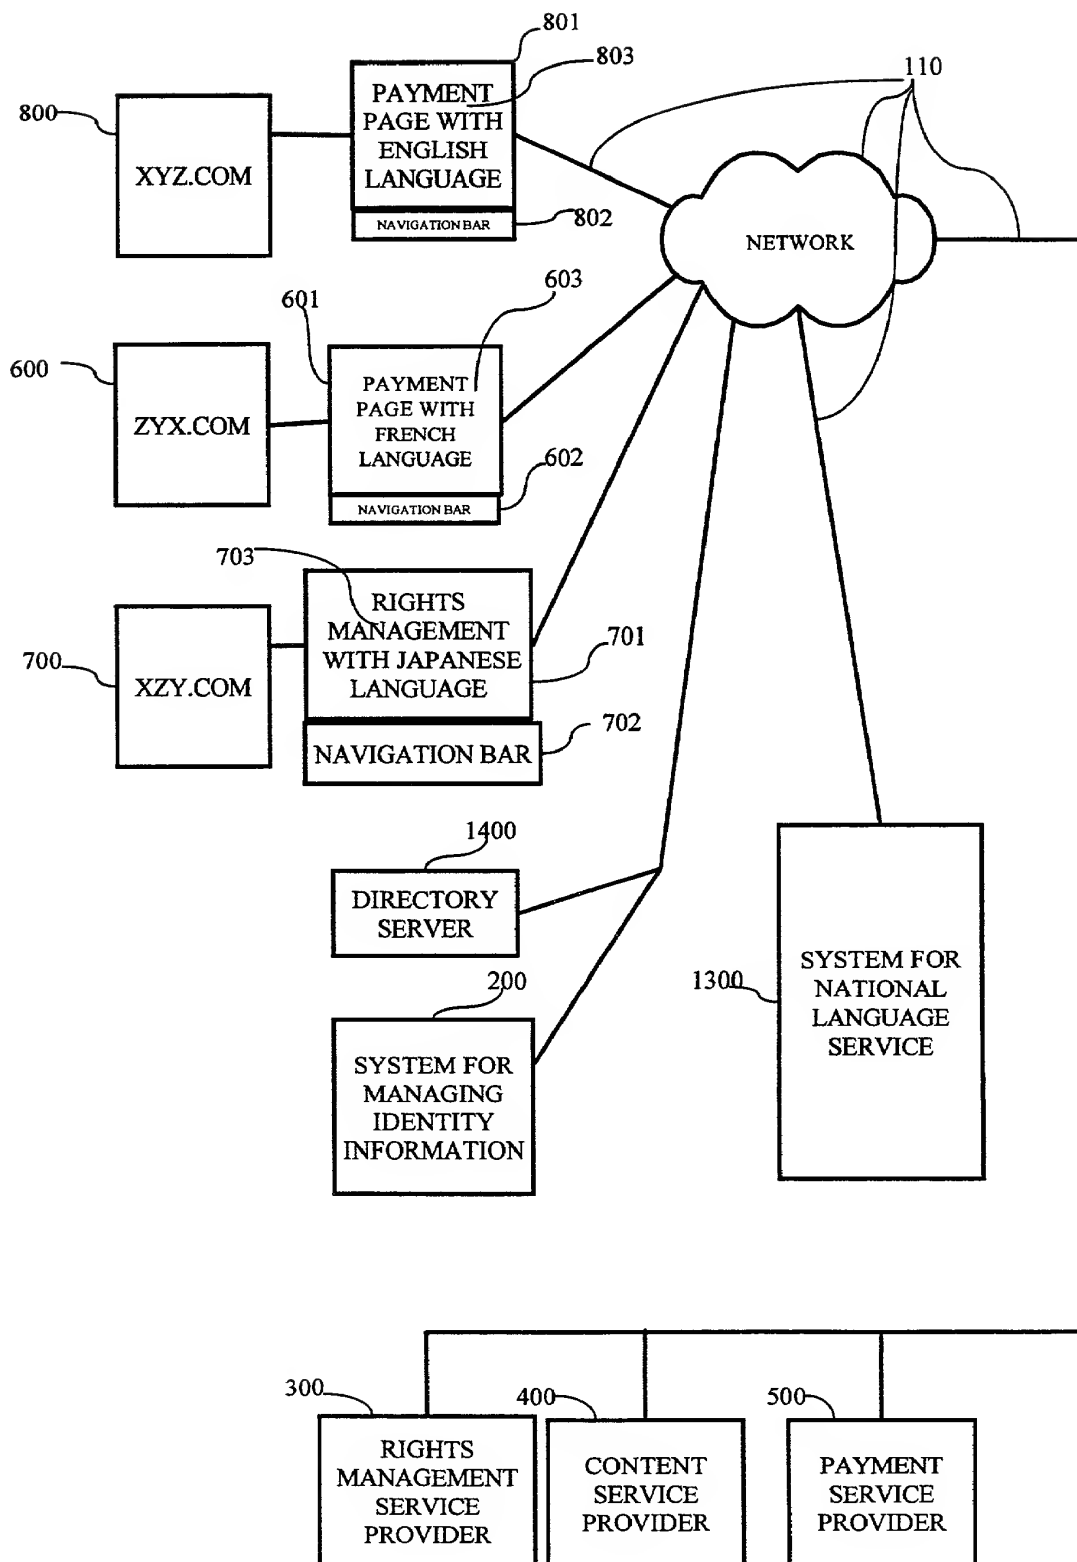 801
803
110
800
PAYMENT
PAGE WITH
ENGLISH
LANGUAGE
XYZ.COM
802
NAVIGATION BAR
NETWORK
603
601
600
PAYMENT
PAGE WITH
FRENCH
LANGUAGE
ZYX.COM
602
NAVIGATION BAR
703
RIGHTS
MANAGEMENT
WITH JAPANESE
LANGUAGE
701
700
XZY.COM
702
NAVIGATION BAR
1400
DIRECTORY
SERVER
200
1300
SYSTEM FOR
NATIONAL
LANGUAGE
SERVICE
SYSTEM FOR
MANAGING
IDENTITY
INFORMATION
300
400
500
RIGHTS
MANAGEMENT
SERVICE
PROVIDER
CONTENT
SERVICE
PROVIDER
PAYMENT
SERVICE
PROVIDER